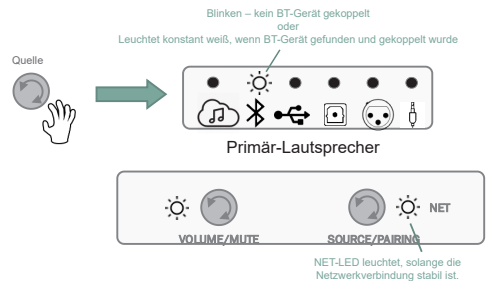 Blinken – kein BT-Gerät gekoppelt
oder
Leuchtet konstant weiß, wenn BT-Gerät gefunden und gekoppelt wurde
Quelle
Primär-Lautsprecher
NET
VOLUME/MUTE
SOURCE/PAIRING
NET-LED leuchtet, solange die
Netzwerkverbindung stabil ist.